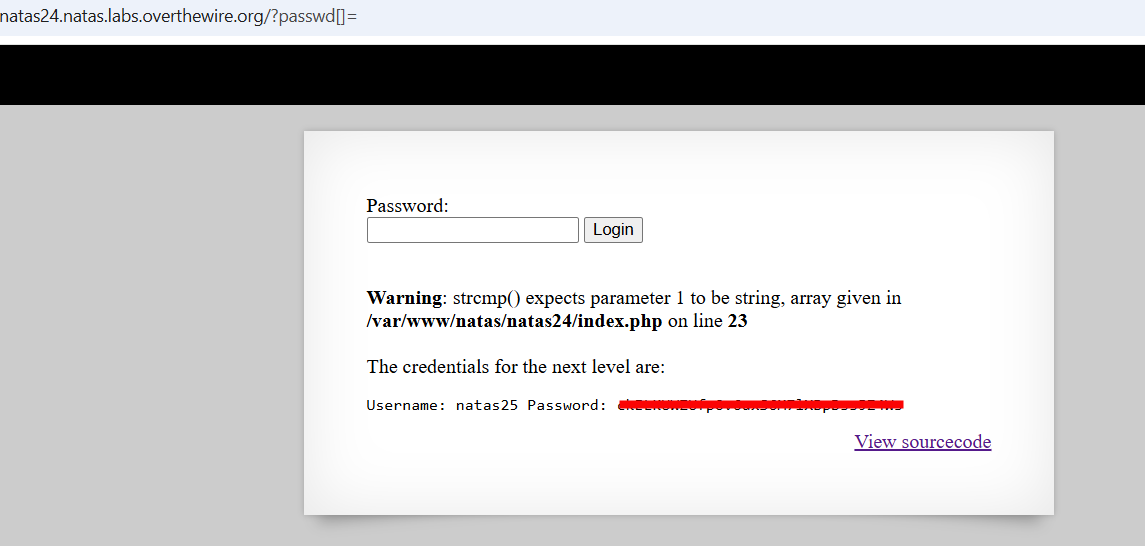 natas24.natas.labs.overthewire.org/?passwd[]=
Password:
Login
Warning: strcmp() expects parameter 1 to be string, array given in
/var/www/natas/natas24/index.php on line 23
The credentials for the next level are:
Username: natas25 Password:
View sourcecode